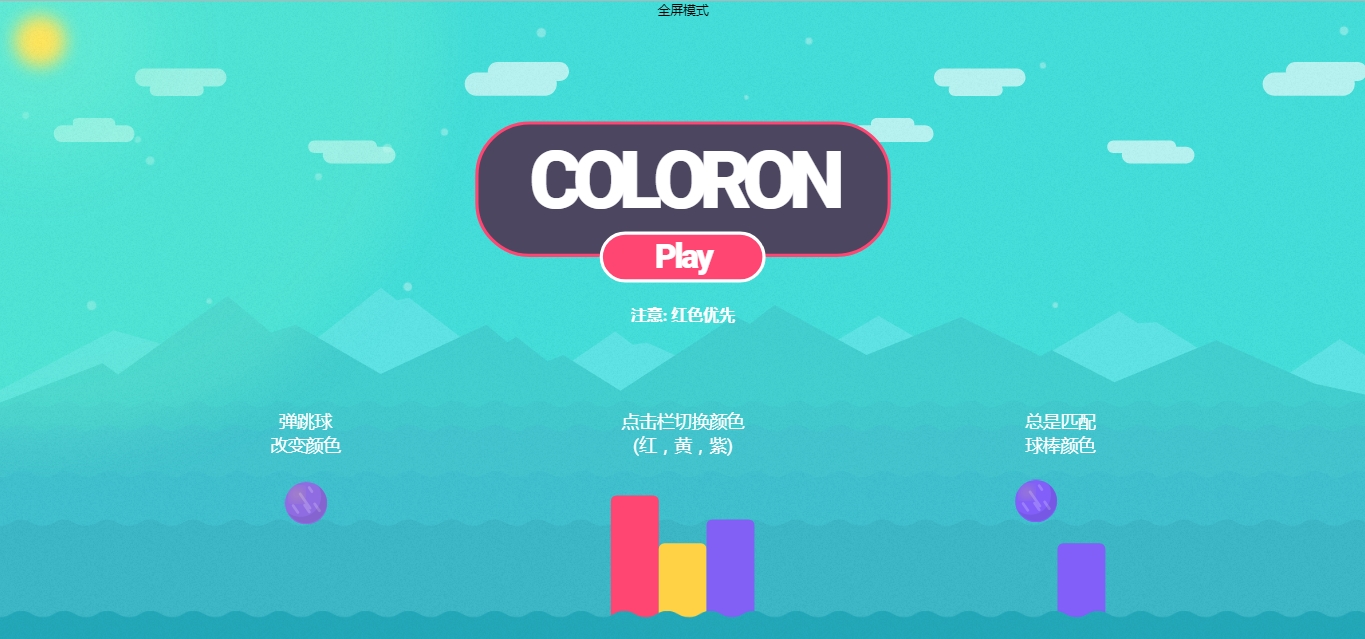 全屏模式
COLORON
Play
注意: 红色优先
弹跳球
改变颜色
点击栏切换颜色
(红，黄，紫)
总是匹配
球棒颜色